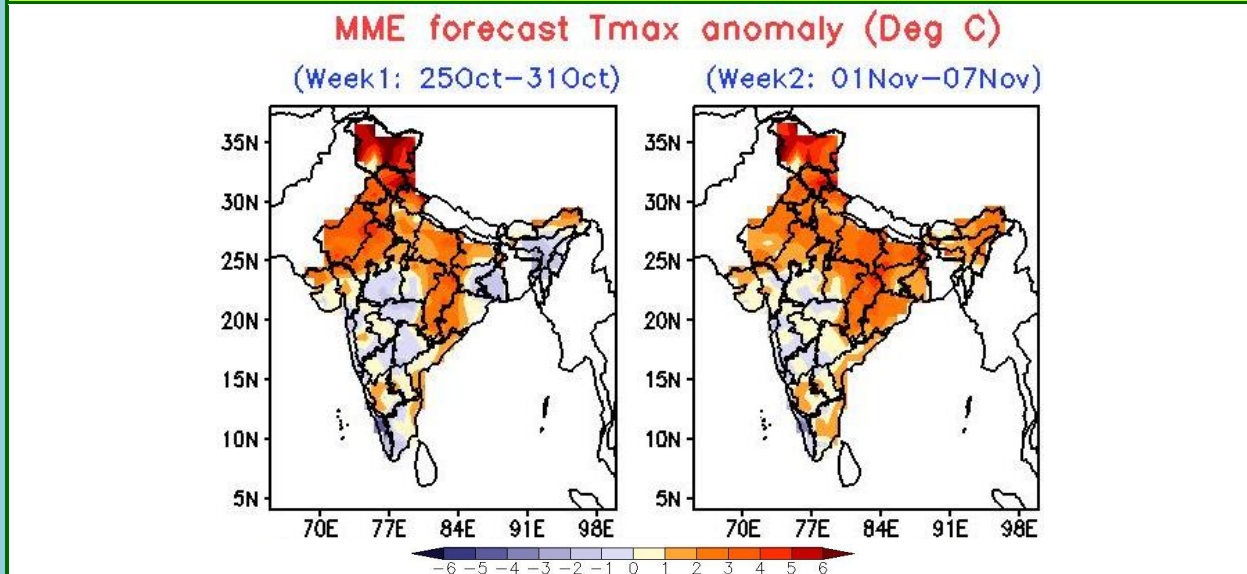 MME forecast Tmax anomaly (Deg C)
(Week1: 25Oct-31Oct) (Week2: 01Nov-07Nov)
35N 35N
30N 30N
25N 25N
20N 20N
15N 15N
10N 10N
5N 5N
70E 77E 84E 91E 98E 70E 77E 84E 91E 98E
-6 -5 -4 -3 -2 -1 0 1 2 3 4 5 6